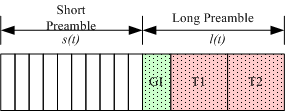 Short
Preamble
s(t)
Long Preamble
l(t)
GI
T1
T2